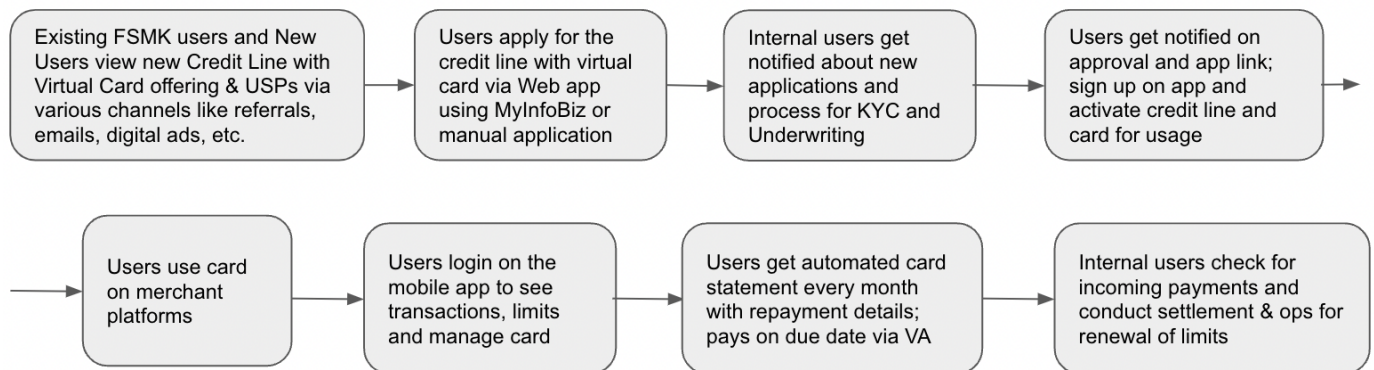 Existing FSMK users and New
Users view new Credit Line with
Virtual Card offering & USPs via
various channels like referrals,
emails, digital ads, etc.
Users apply for the
credit line with virtual
card via Web app
using MyInfoBiz or
manual application
Internal users get
notified about new
applications and
process for KYC and
Underwriting
Users get notified on
approval and app link;
sign up on app and
activate credit line and
card for usage
Users use card
on merchant
platforms
Users login on the
mobile app to see
transactions, limits
and manage card
Users get automated card
statement every month
with repayment details;
pays on due date via VA
Internal users check for
incoming payments and
conduct settlement & ops for
renewal of limits